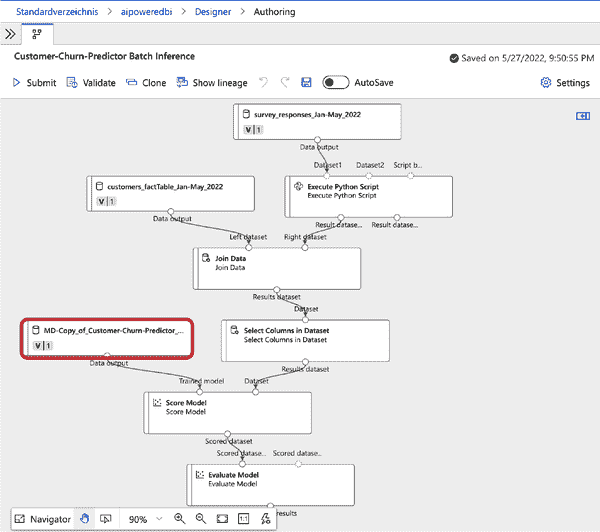 Standardverzeichnis > aipoweredbi > Designer > Authoring
Customer-Churn-Predictor Batch Inference
Saved on 5/27/2022, 9:50:55 PM
Submit Validate Clone Show lineage AutoSave Settings
survey_responses_Jan-May_2022
V 1
Data output
Dataset1 Dataset2 Script b...
customers_factTable_Jan-May_2022
V 1
Data output
Execute Python Script
Execute Python Script
Result datase... Result datase...
Left dataset Right dataset
Join Data
Join Data
Results dataset
Dataset
MD-Copy_of_Customer-Churn-Predictor_...
V 1
Data output
Select Columns in Dataset
Select Columns in Dataset
Results dataset
Trained model Dataset
Score Model
Score Model
Scored dataset
Scored datase... Scored datase...
Evaluate Model
Evaluate Model
results
Navigator 90% 1:1